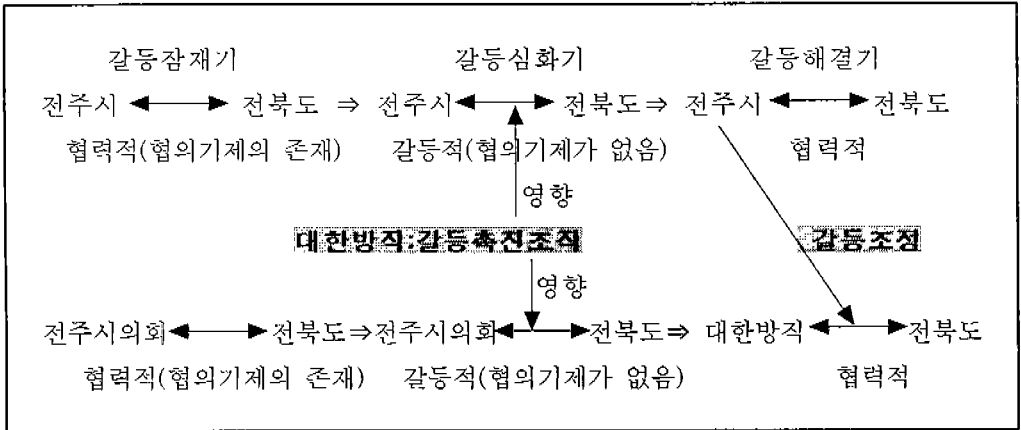 갈등잠재기 갈등심화기 갈등해결기
전주시 ◀─▶ 전북도 ⇒ 전주시 ◀─▶ 전북도 ⇒ 전주시 ◀─▶ 전북도
협력적(협의기제의 존재) 갈등적(협의기제가 없음) 협력적
영향
대한방직:갈등촉진조직 갈등조정
영향
전주시의회 ◀─▶ 전북도 ⇒ 전주시의회 ◀─▶ 전북도 ⇒ 대한방직 ◀─▶ 전북도
협력적(협의기제의 존재) 갈등적(협의기제가 없음) 협력적